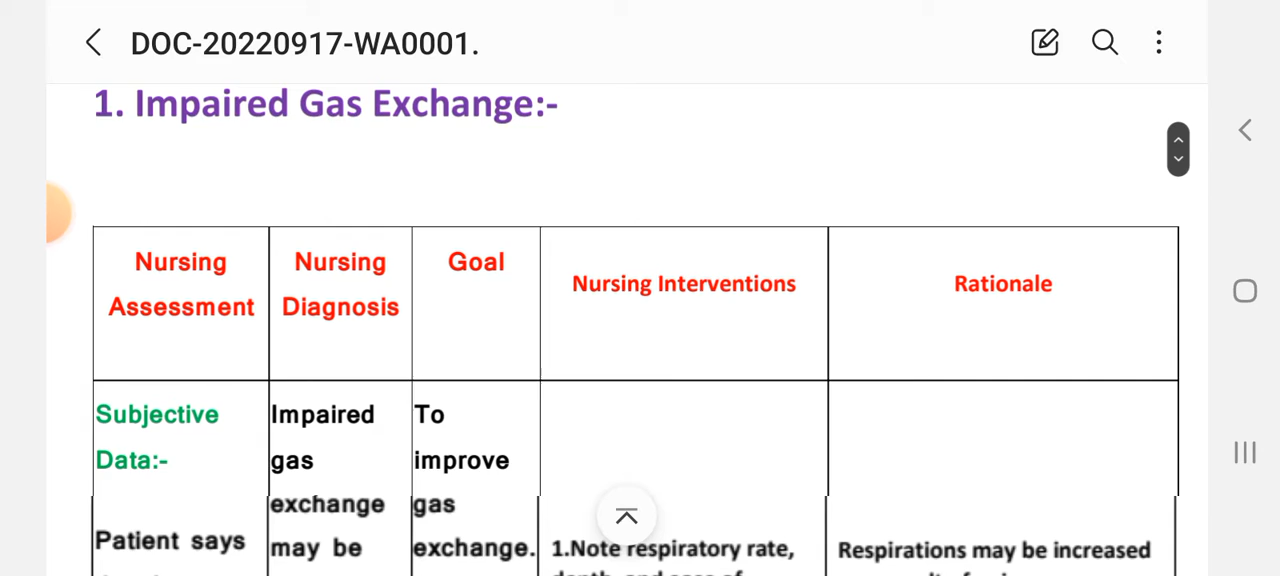 DOC-20220917-WA0001.
1. Impaired Gas Exchange:-
Nursing Assessment
Nursing Diagnosis
Goal
Nursing Interventions
Rationale
Subjective
Data:-
Patient says
Impaired
gas
exchange
may be
To
improve
gas
exchange.
1.Note respiratory rate,
Respirations may be increased